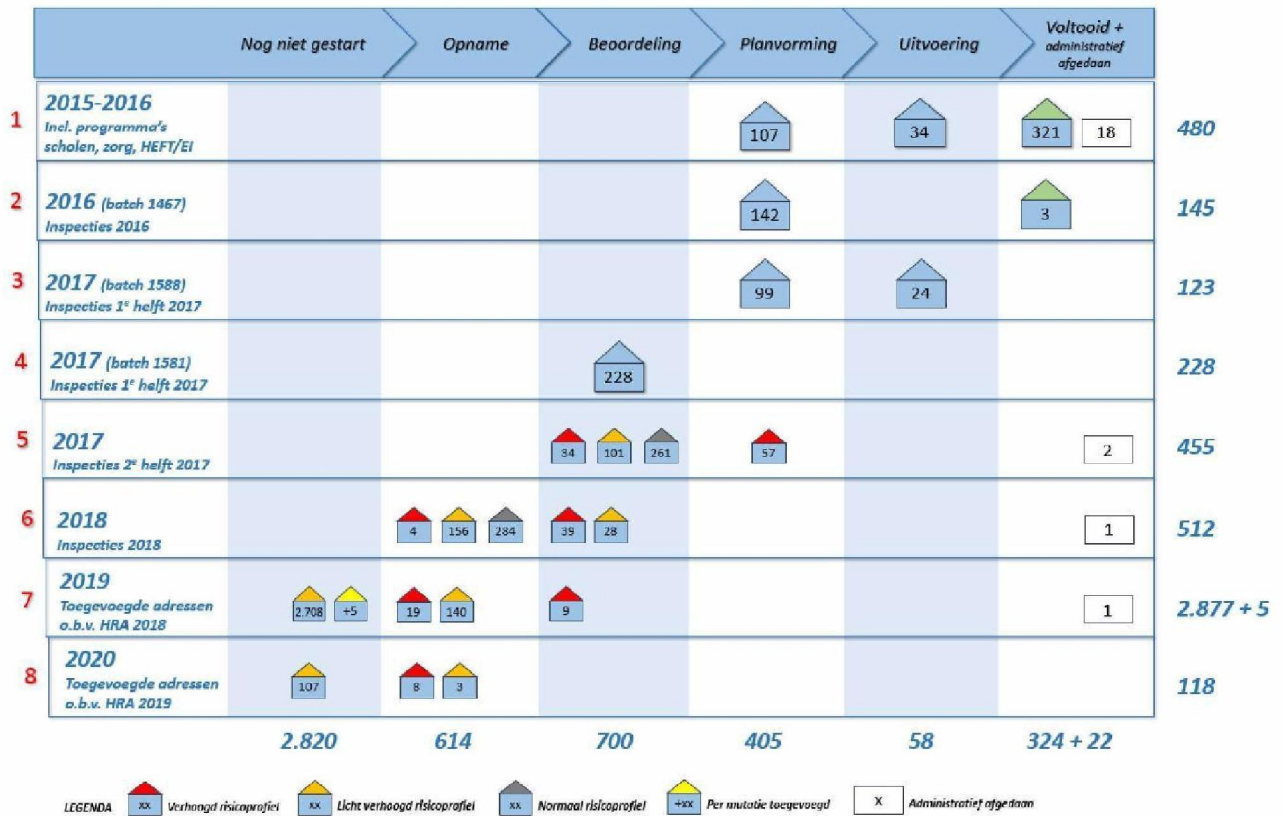 Nog niet gestart
Opname
Beoordeling
Planvorming
Uitvoering
Voltooid +
administratief
afgedaan
1
2015-2016
Incl. programma's
scholen, zorg, HEFT/EI
107
34
321
18
480
2
2016 (batch 1467)
Inspecties 2016
142
3
145
3
2017 (batch 1588)
Inspecties 1e helft 2017
99
24
123
4
2017 (batch 1581)
Inspecties 1e helft 2017
228
228
5
2017
Inspecties 2e helft 2017
34
101
261
57
2
455
6
2018
Inspecties 2018
4
156
284
39
28
1
512
7
2019
Toegevoegde adressen
o.b.v. HRA 2018
2.708
+5
19
140
9
1
2.877 + 5
8
2020
Toegevoegde adressen
o.b.v. HRA 2019
107
8
3
118
2.820
614
700
405
58
324 + 22
LEGENDA
xx Verhoogd risicoprofiel
xx Licht verhoogd risicoprofiel
xx Normaal risicoprofiel
+xx Per mutatie toegevoegd
X Administratief afgedaan